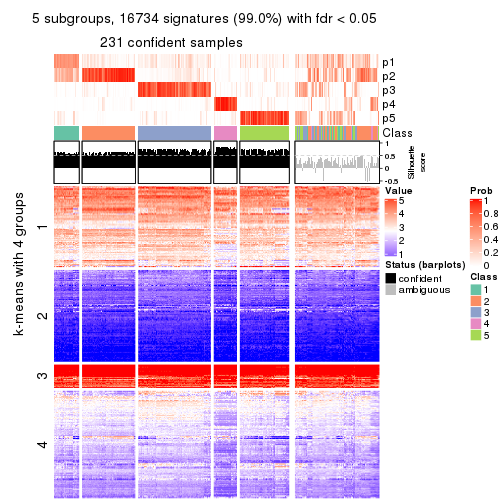 5 subgroups, 16734 signatures (99.0%) with fdr < 0.05
231 confident samples
p1
p2
p3
p4
p5
Class
1
0.5
0
-0.5
Silhouette
score
k-means with 4 groups
1
2
3
4
Value
5
4
3
2
1
Status (barplots)
confident
ambiguous
Prob
1
0.8
0.6
0.4
0.2
0
Class
1
2
3
4
5